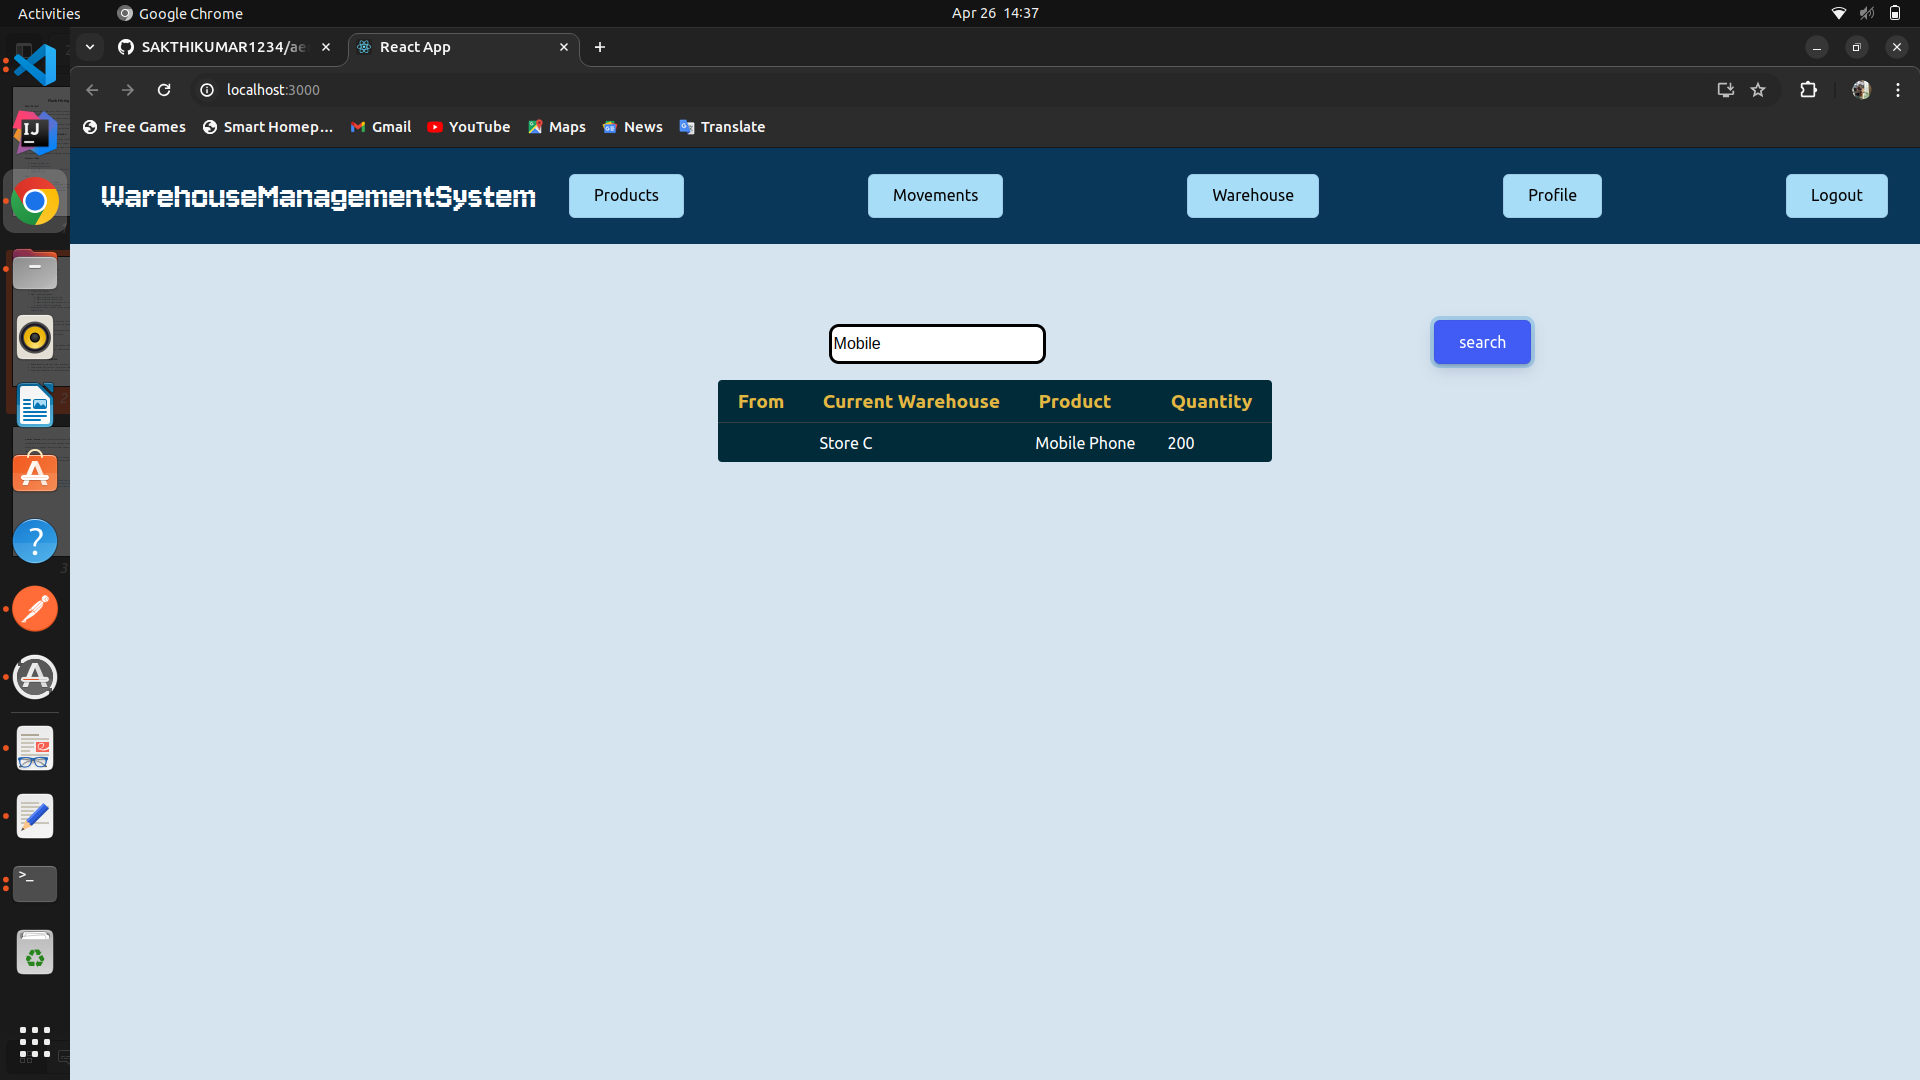 Activities
Google Chrome
Apr 26 14:37
SAKTHIKUMAR1234/ae
React App
localhost:3000
Free Games
Smart Homep...
Gmail
YouTube
Maps
News
Translate
WarehouseManagementSystem
Products
Movements
Warehouse
Profile
Logout
Mobile
search
From Current Warehouse Product Quantity
Store C Mobile Phone 200